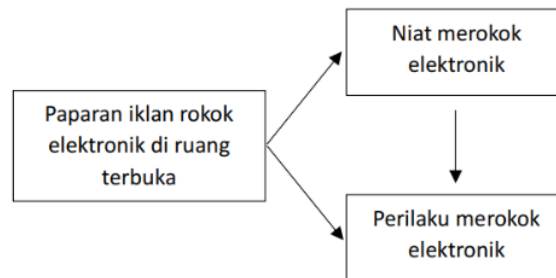 Niat merokok
elektronik
Paparan iklan rokok
elektronik di ruang
terbuka
Perilaku merokok
elektronik